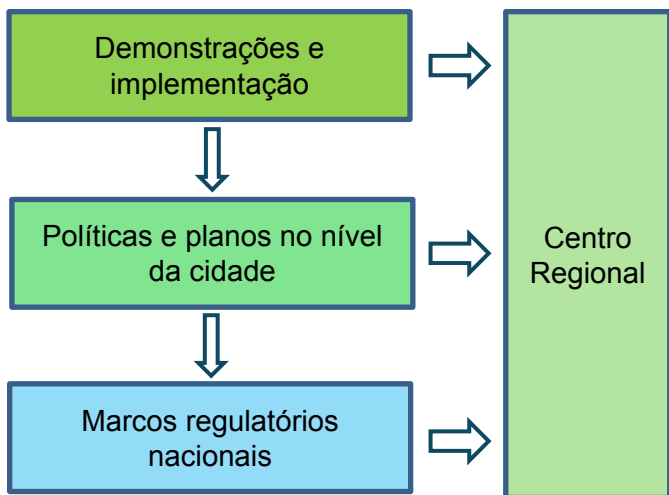 Demonstrações e
implementação
Políticas e planos no nível
da cidade
Centro
Regional
Marcos regulatórios
nacionais